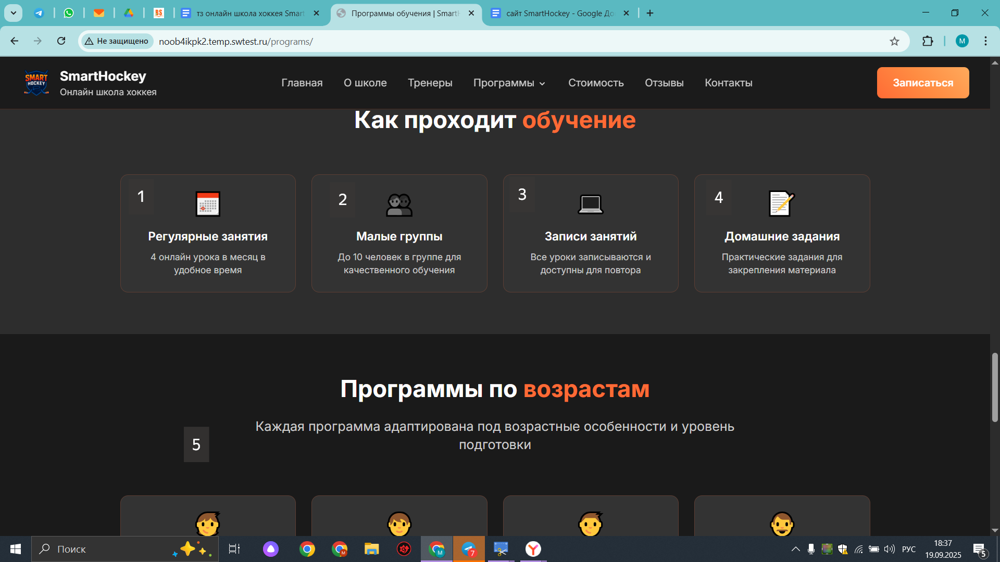 тз онлайн школа хоккея Smart
Программы обучения | Smart
сайт SmartHockey - Google До
Не защищено
noob4ikpk2.temp.swtest.ru/programs/
M
BS
SMART
HOCKEY
SmartHockey
Онлайн школа хоккея
Главная
О школе
Тренеры
Программы
Стоимость
Отзывы
Контакты
Записаться
Как проходит обучение
1
Регулярные занятия
4 онлайн урока в месяц в
удобное время
2
Малые группы
До 10 человек в группе для
качественного обучения
3
Записи занятий
Все уроки записываются и
доступны для повтора
4
Домашние задания
Практические задания для
закрепления материала
Программы по возрастам
Каждая программа адаптирована под возрастные особенности и уровень
подготовки
5
Поиск
M
M
7
РУС
18:37
19.09.2025
5